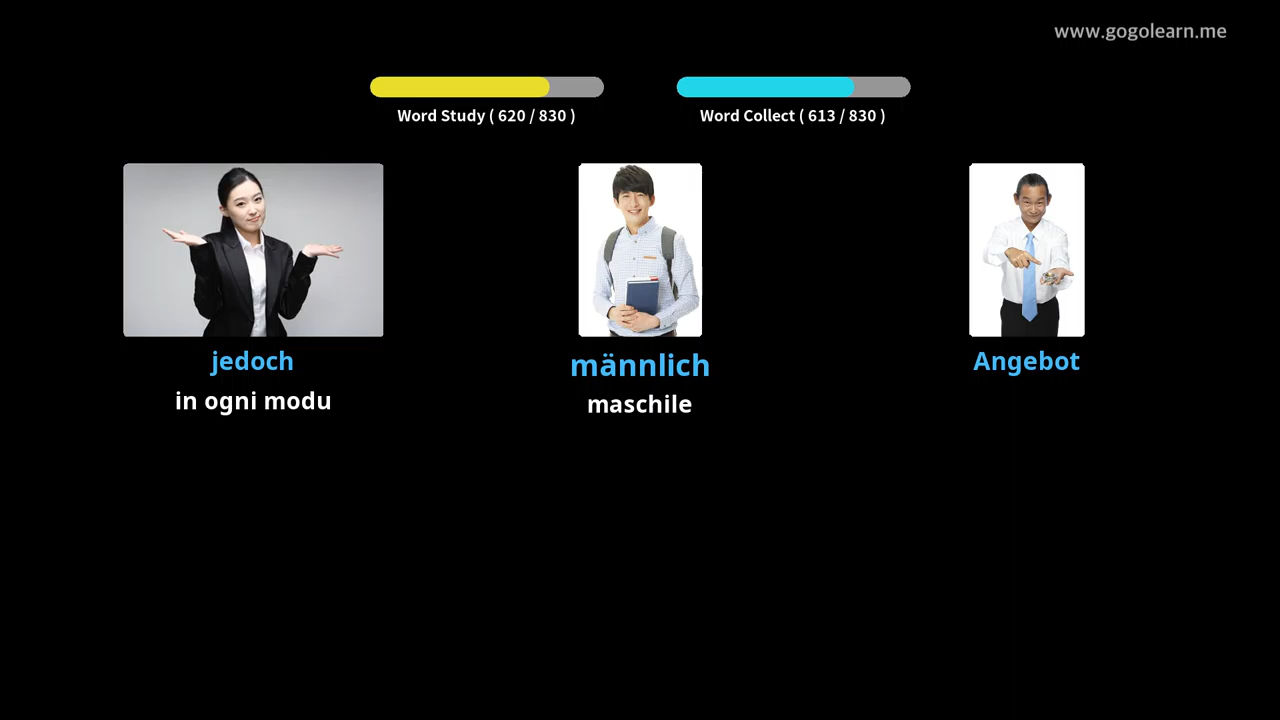 www.gogolearn.me
Word Study ( 620 / 830 )
Word Collect ( 613 / 830 )
jedoch
in ogni modu
männlich
maschile
Angebot